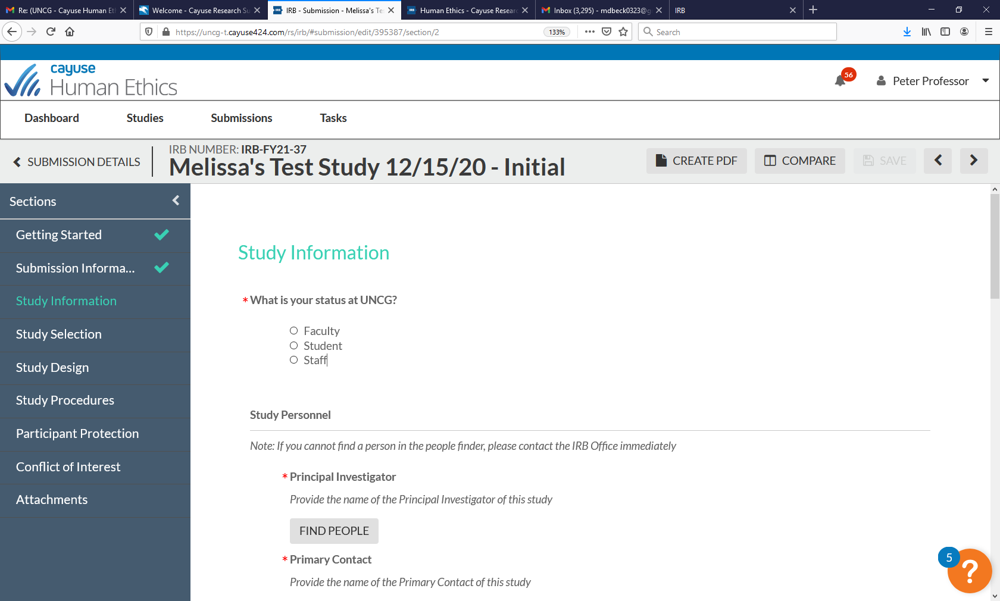 Re: (UNCG - Cayuse Human Et
Welcome - Cayuse Research Su
IRB - Submission - Melissa's Te
Human Ethics - Cayuse Resear
Inbox (3,295) - mdbeck0323@g
IRB
https://uncg-t.cayuse424.com/rs/irb/#submission/edit/395387/section/2
133%
Search
cayuse
Human Ethics
56
Peter Professor
Dashboard
Studies
Submissions
Tasks
SUBMISSION DETAILS
IRB NUMBER: IRB-FY21-37
Melissa's Test Study 12/15/20 - Initial
CREATE PDF
COMPARE
SAVE
Sections
Getting Started
Submission Informa...
Study Information
Study Selection
Study Design
Study Procedures
Participant Protection
Conflict of Interest
Attachments
Study Information
* What is your status at UNCG?
Faculty
Student
Staff
Study Personnel
Note: If you cannot find a person in the people finder, please contact the IRB Office immediately
* Principal Investigator
Provide the name of the Principal Investigator of this study
FIND PEOPLE
* Primary Contact
Provide the name of the Primary Contact of this study
5
?